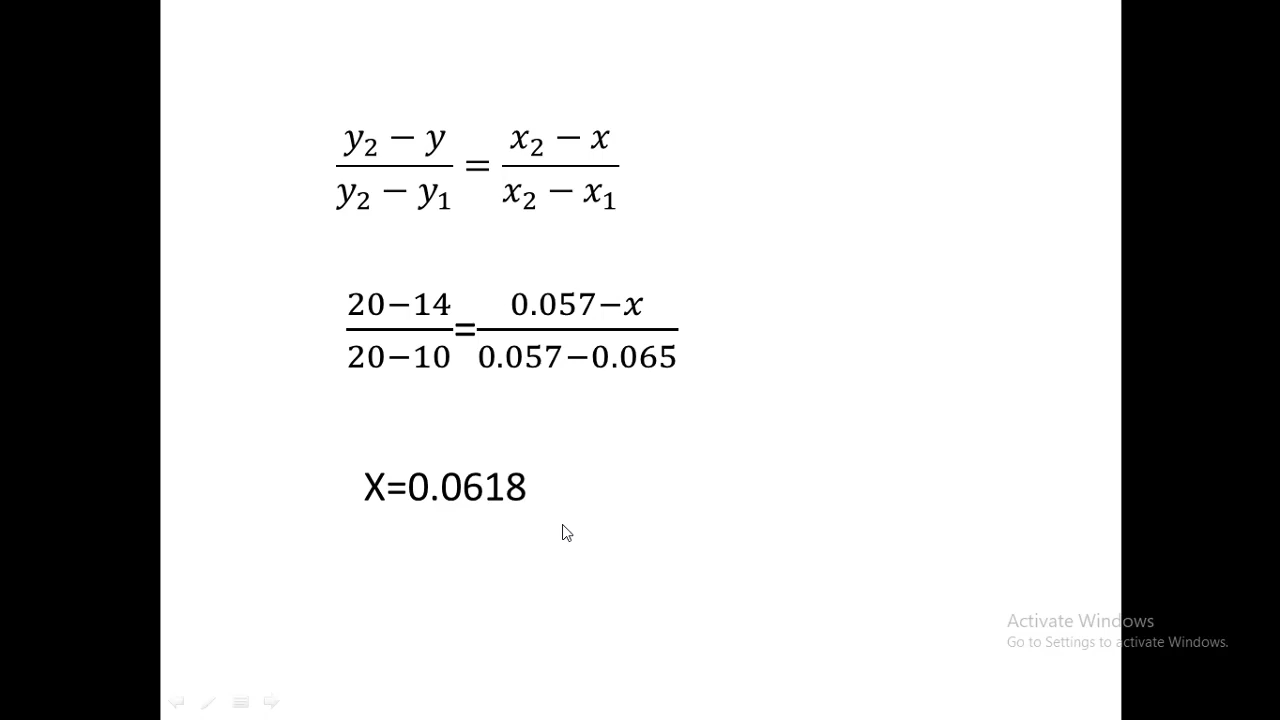 y₂ − y / y₂ − y₁ = x₂ − x / x₂ − x₁
20−14 / 20−10 = 0.057−x / 0.057−0.065
X=0.0618
Activate Windows
Go to Settings to activate Windows.